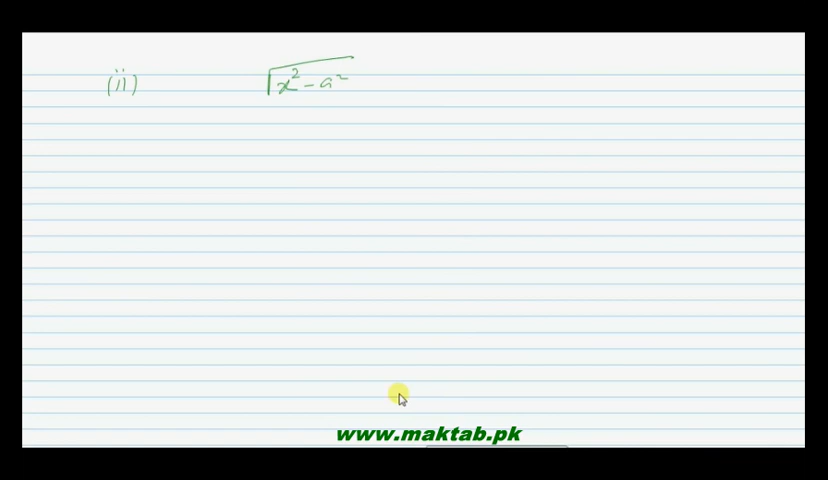 (ii) √x² - a²
www.maktab.pk